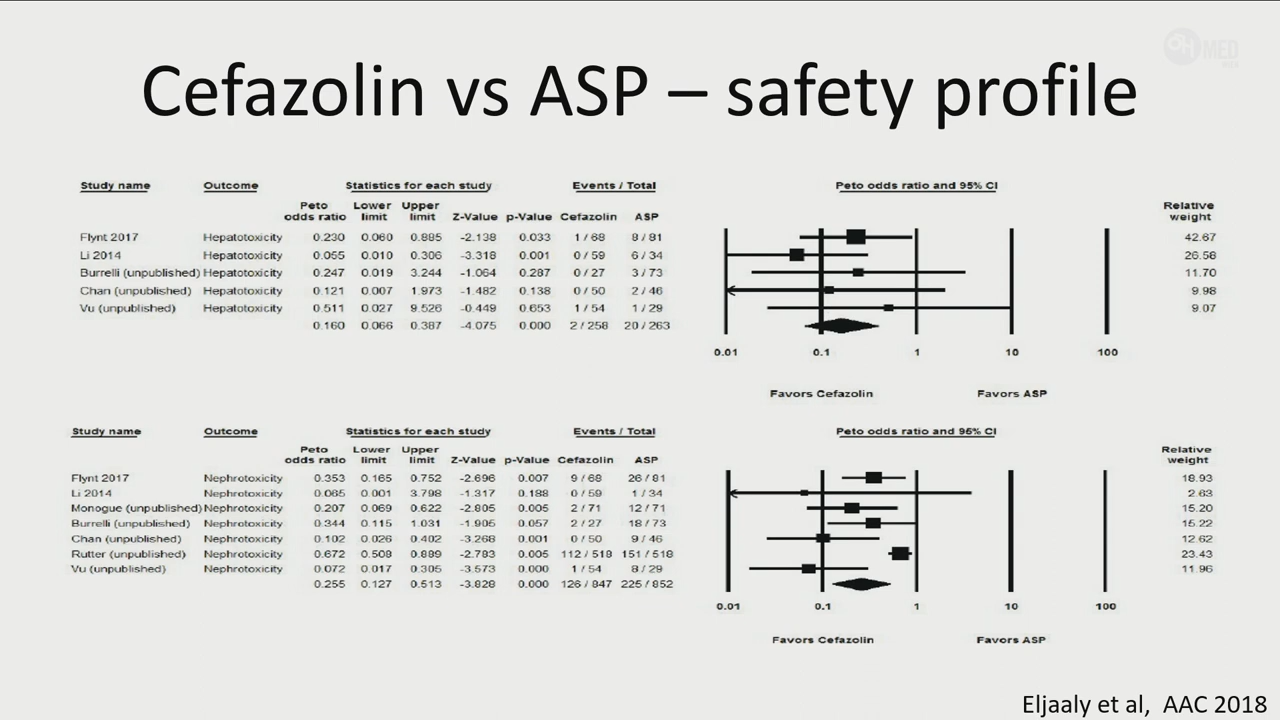 OH MED
Cefazolin vs ASP – safety profile
Study name Outcome Statistics for each study Events / Total Peto odds ratio and 95% CI
Peto odds ratio Lower limit Upper limit Z-Value p-Value Cefazolin ASP Relative weight
Flynt 2017 Hepatotoxicity 0.230 0.060 0.885 -2.138 0.033 1 / 68 8 / 81 42.67
Li 2014 Hepatotoxicity 0.055 0.010 0.306 -3.318 0.001 0 / 59 6 / 34 26.58
Burrelli (unpublished) Hepatotoxicity 0.247 0.019 3.244 -1.064 0.287 0 / 27 3 / 73 11.70
Chan (unpublished) Hepatotoxicity 0.121 0.007 1.973 -1.482 0.138 0 / 50 2 / 46 9.98
Vu (unpublished) Hepatotoxicity 0.511 0.027 9.526 -0.449 0.653 1 / 54 1 / 29 9.07
0.160 0.066 0.387 -4.075 0.000 2 / 258 20 / 263
0.01 0.1 1 10 100
Favors Cefazolin Favors ASP
Study name Outcome Statistics for each study Events / Total Peto odds ratio and 95% CI
Peto odds ratio Lower limit Upper limit Z-Value p-Value Cefazolin ASP Relative weight
Flynt 2017 Nephrotoxicity 0.353 0.165 0.752 -2.696 0.007 9 / 68 26 / 81 18.93
Li 2014 Nephrotoxicity 0.065 0.001 3.798 -1.317 0.188 0 / 59 1 / 34 2.63
Monogue (unpublished) Nephrotoxicity 0.207 0.069 0.622 -2.805 0.005 2 / 71 12 / 71 15.20
Burrelli (unpublished) Nephrotoxicity 0.344 0.115 1.031 -1.905 0.057 2 / 27 18 / 73 15.22
Chan (unpublished) Nephrotoxicity 0.102 0.026 0.402 -3.268 0.001 0 / 50 9 / 46 12.62
Rutter (unpublished) Nephrotoxicity 0.672 0.508 0.889 -2.783 0.005 112 / 518 151 / 518 23.43
Vu (unpublished) Nephrotoxicity 0.072 0.017 0.305 -3.573 0.000 1 / 54 8 / 29 11.96
0.255 0.127 0.513 -3.828 0.000 126 / 847 225 / 852
0.01 0.1 1 10 100
Favors Cefazolin Favors ASP
Eljaaly et al, AAC 2018